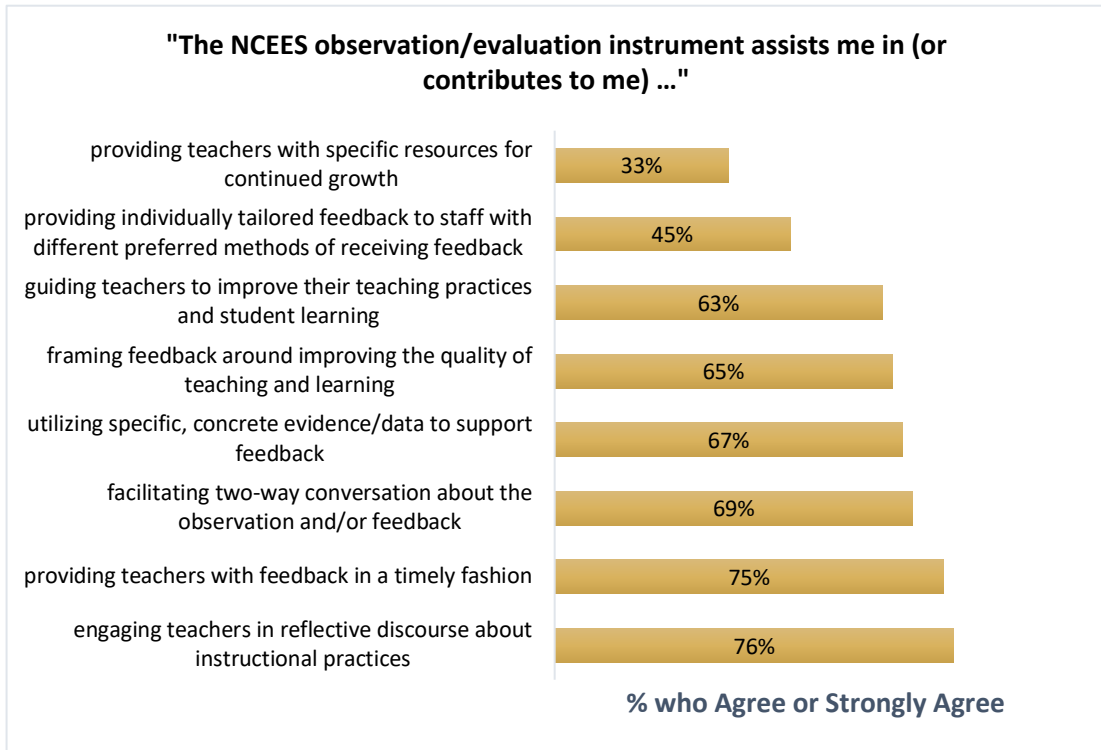 "The NCEES observation/evaluation instrument assists me in (or
contributes to me) …"
providing teachers with specific resources for
continued growth
33%
providing individually tailored feedback to staff with
different preferred methods of receiving feedback
45%
guiding teachers to improve their teaching practices
and student learning
63%
framing feedback around improving the quality of
teaching and learning
65%
utilizing specific, concrete evidence/data to support
feedback
67%
facilitating two-way conversation about the
observation and/or feedback
69%
providing teachers with feedback in a timely fashion
75%
engaging teachers in reflective discourse about
instructional practices
76%
% who Agree or Strongly Agree